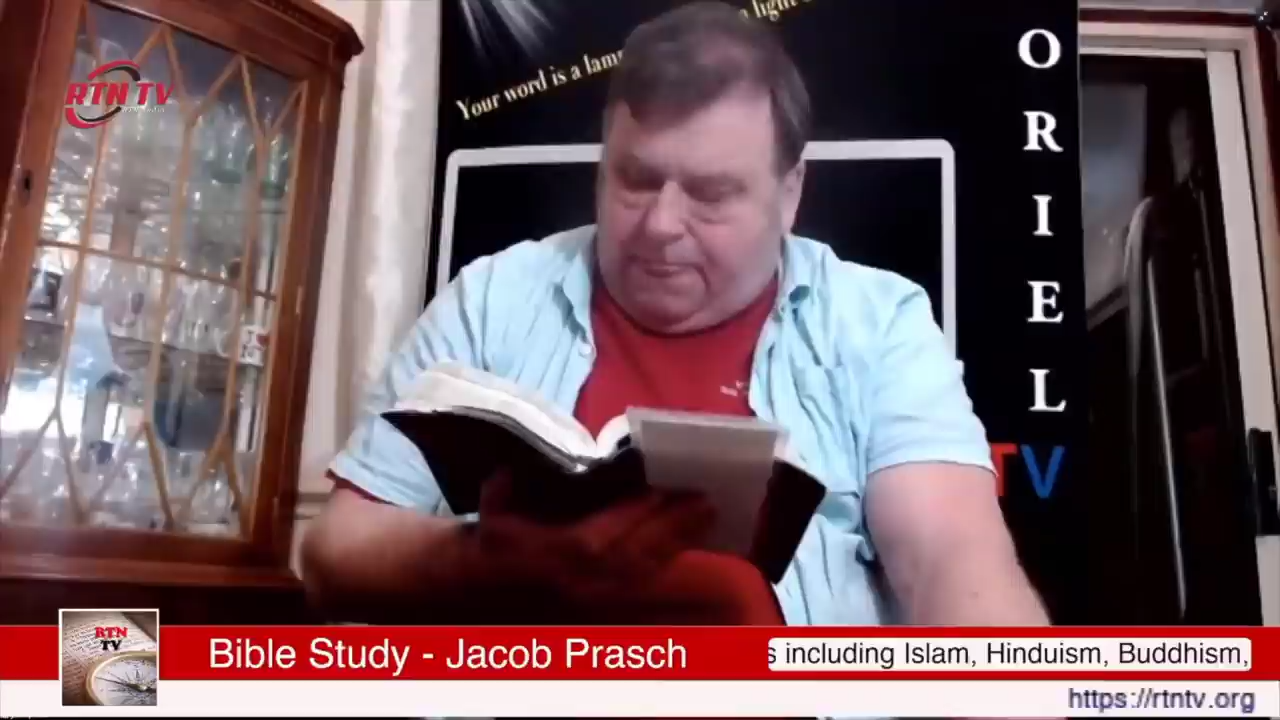 RTN TV
Your word is a lam
a light
O
R
I
E
L
TV
RTN
TV
Bible Study - Jacob Prasch
s including Islam, Hinduism, Buddhism,
https://rtntv.org